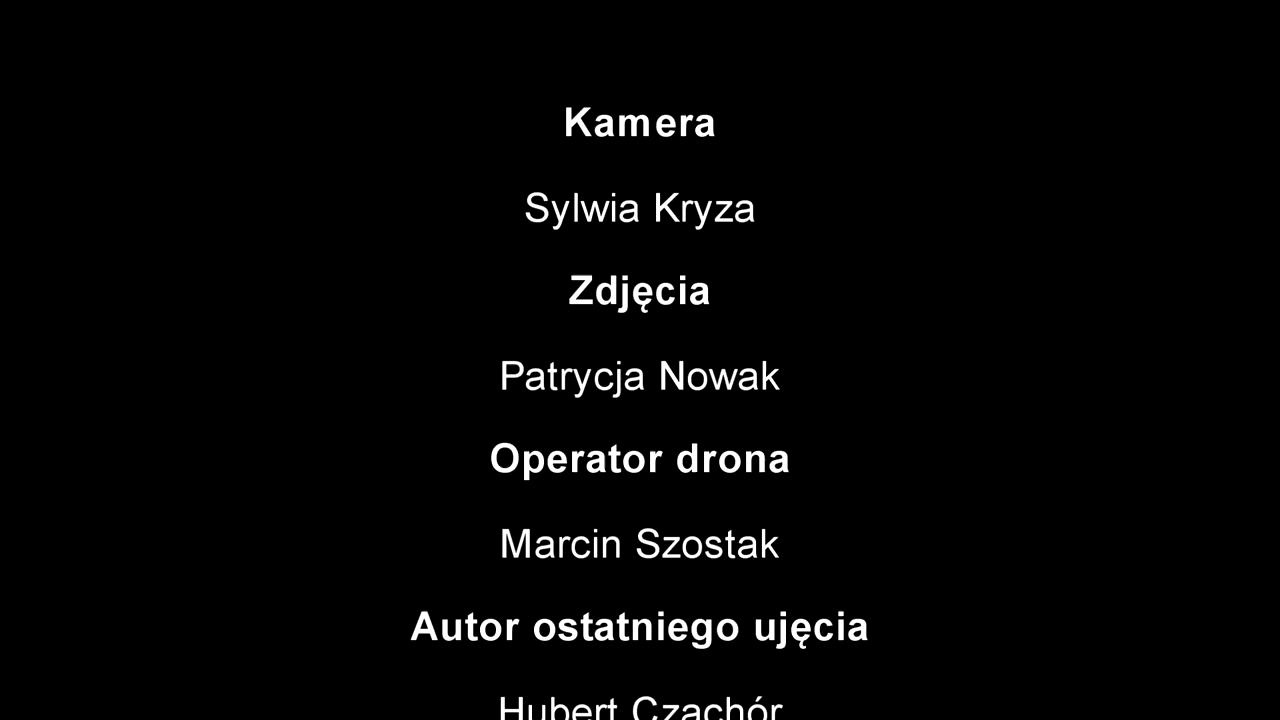 Kamera
Sylwia Kryza
Zdjęcia
Patrycja Nowak
Operator drona
Marcin Szostak
Autor ostatniego ujęcia
Hubert Czachór